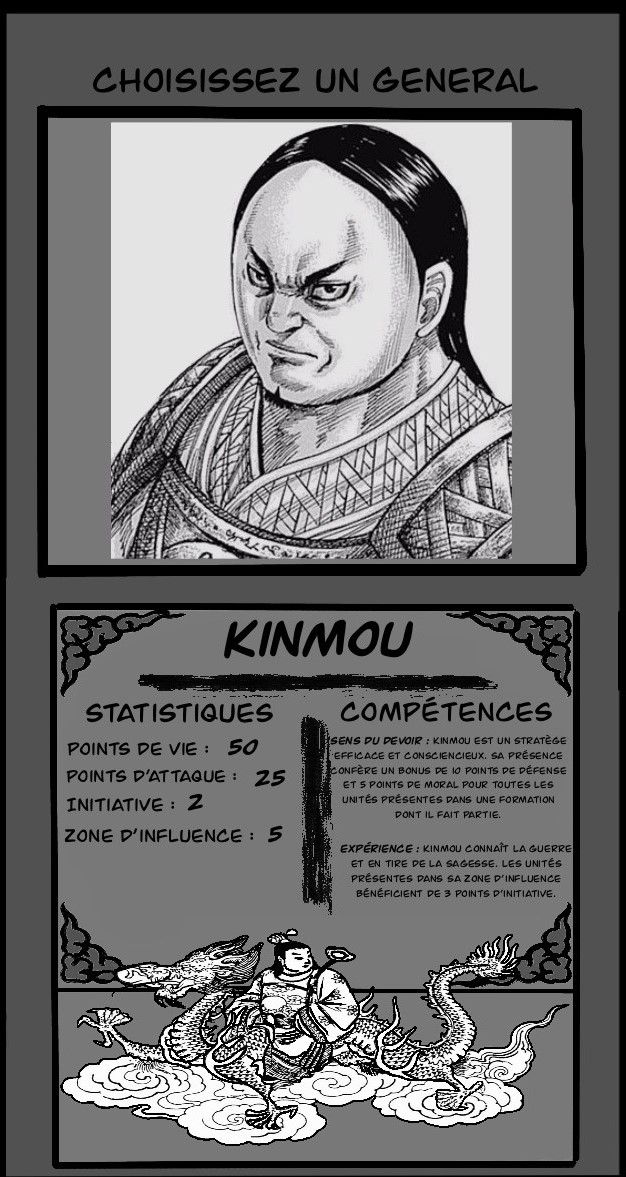 CHOISISSEZ UN GENERAL
KINMOU
STATISTIQUES
POINTS DE VIE : 50
POINTS D'ATTAQUE : 25
INITIATIVE : 2
ZONE D'INFLUENCE : 5
COMPÉTENCES
SENS DU DEVOIR : KINMOU EST UN STRATÈGE
EFFICACE ET CONSCIENCIEUX. SA PRÉSENCE
CONFÈRE UN BONUS DE 10 POINTS DE DÉFENSE
ET 5 POINTS DE MORAL POUR TOUTES LES
UNITÉS PRÉSENTES DANS UNE FORMATION
DONT IL FAIT PARTIE.
EXPÉRIENCE : KINMOU CONNAÎT LA GUERRE
ET EN TIRE DE LA SAGESSE. LES UNITÉS
PRÉSENTES DANS SA ZONE D'INFLUENCE
BÉNÉFICIENT DE 3 POINTS D'INITIATIVE.